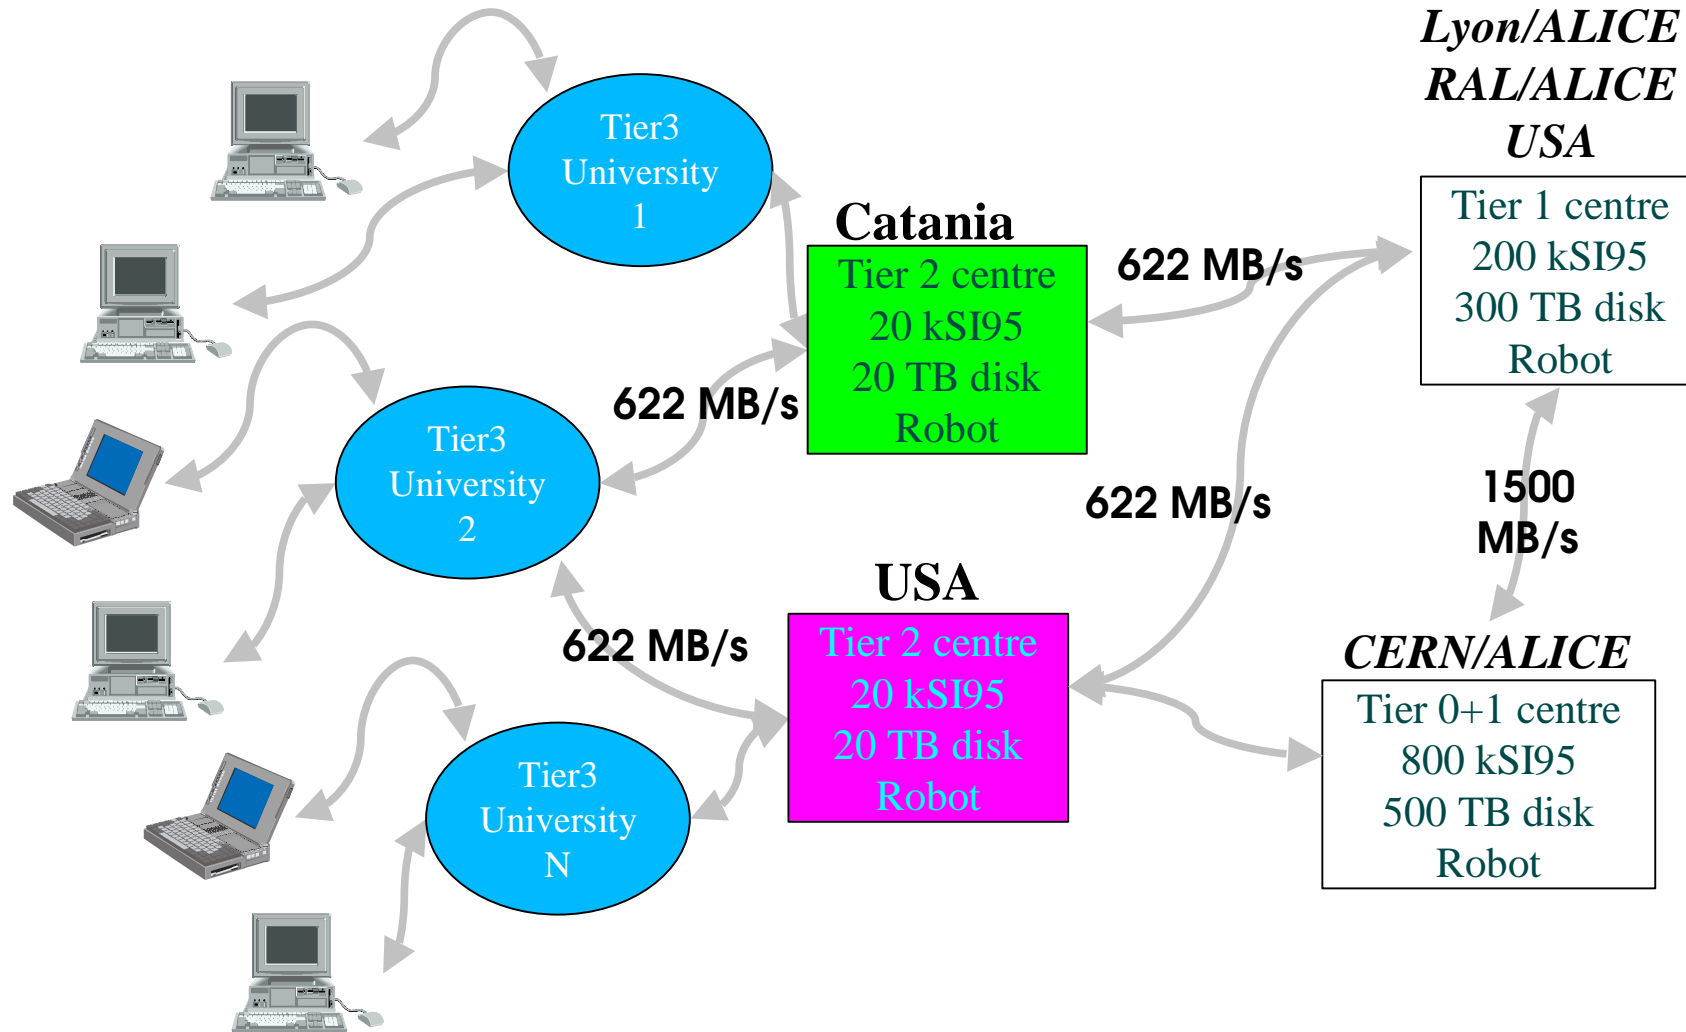 Lyon/ALICE
RAL/ALICE
USA
Tier3
University
1
Catania
Tier 2 centre
20 kSI95
20 TB disk
Robot
622 MB/s
Tier 1 centre
200 kSI95
300 TB disk
Robot
622 MB/s
Tier3
University
2
622 MB/s
1500
MB/s
USA
Tier 2 centre
20 kSI95
20 TB disk
Robot
622 MB/s
CERN/ALICE
Tier 0+1 centre
800 kSI95
500 TB disk
Robot
Tier3
University
N